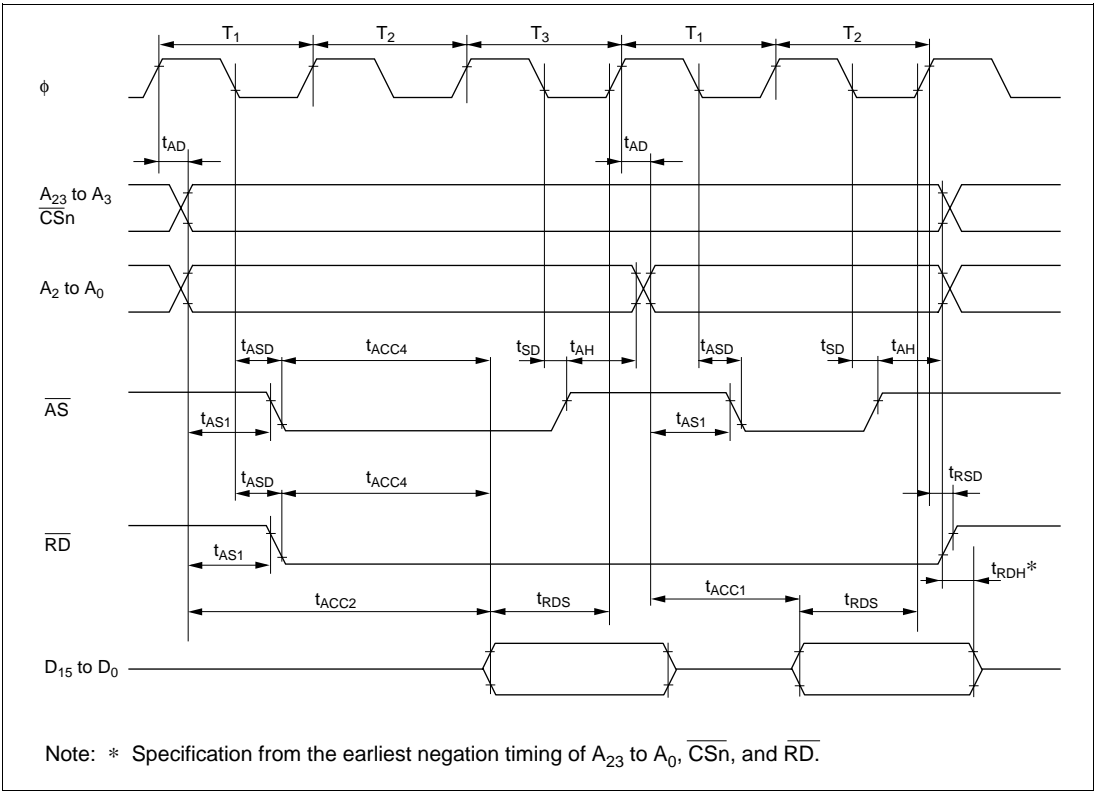 T1 T2 T3 T1 T2
φ
tAD tAD
A23 to A3
CSn
A2 to A0
tASD tACC4 tSD tAH tASD tSD tAH
AS
tAS1 tAS1
tASD tACC4 tRSD
RD
tAS1 tRDH*
tACC2 tRDS tACC1 tRDS
D15 to D0
Note: * Specification from the earliest negation timing of A23 to A0, CSn, and RD.